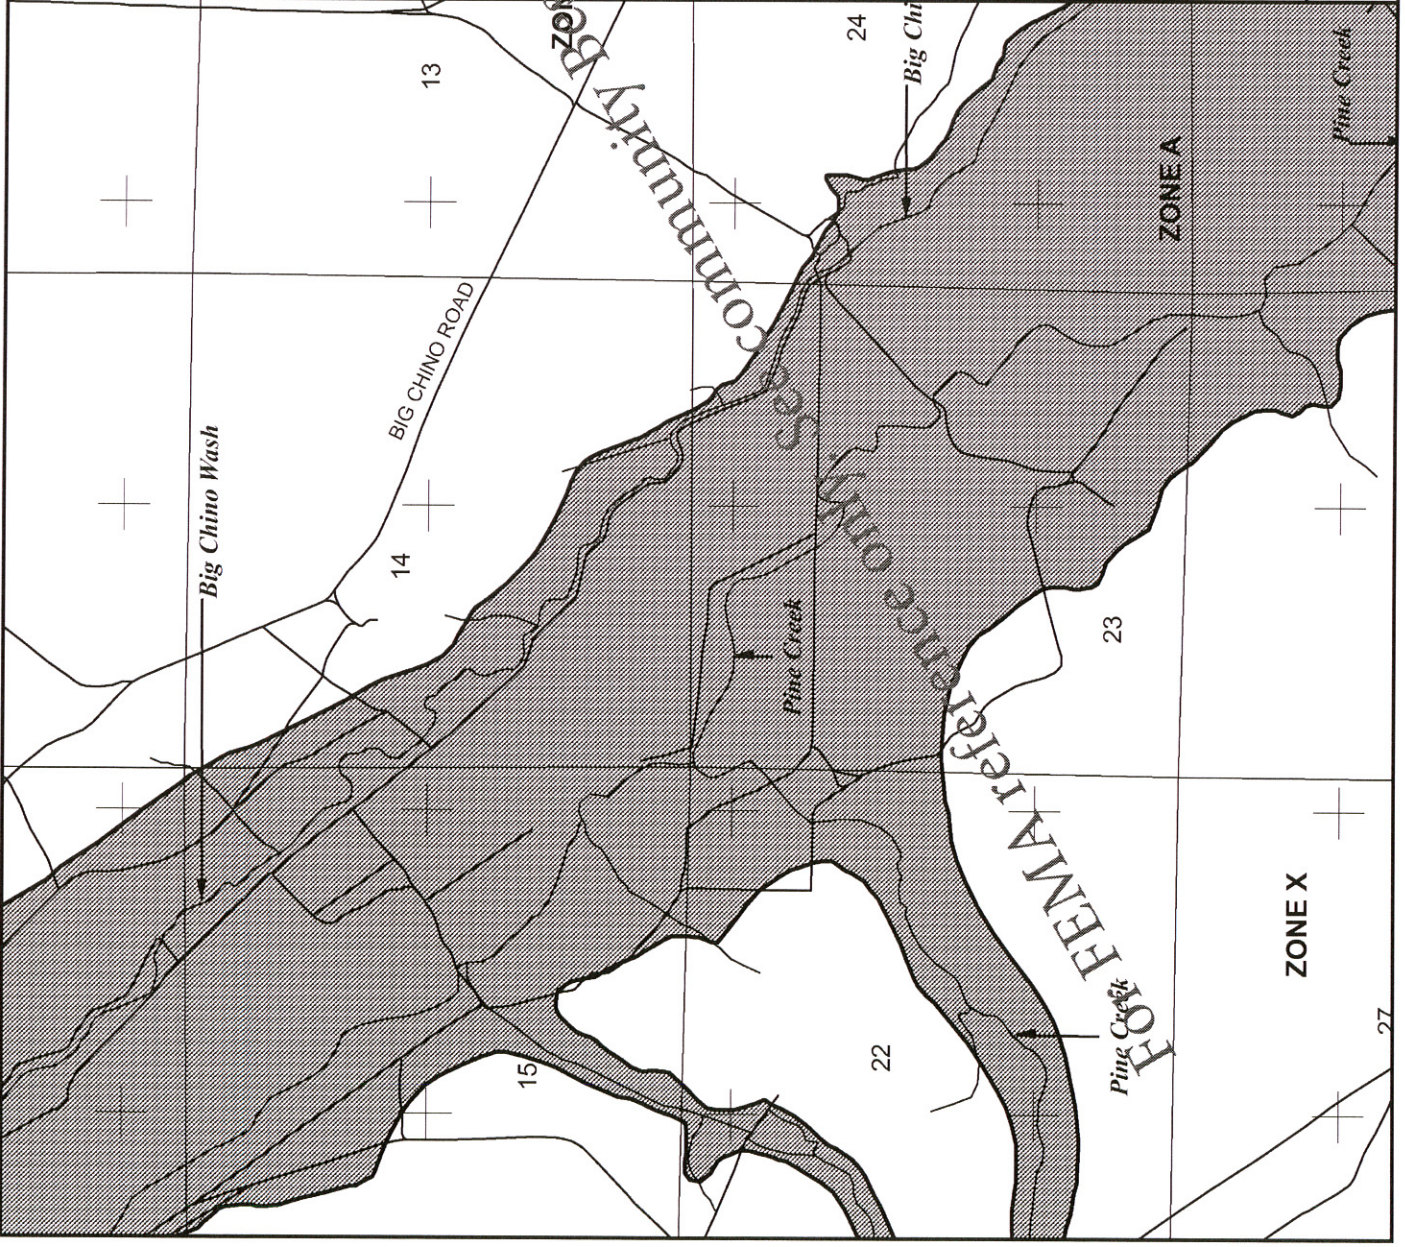 13
24
ZON
Big Chi
Pine Creek
ZONE A
BIG CHINO ROAD
Big Chino Wash
14
Pine Creek
23
For FEMA reference only. See community
ZONE X
Pine Creek
15
22
27